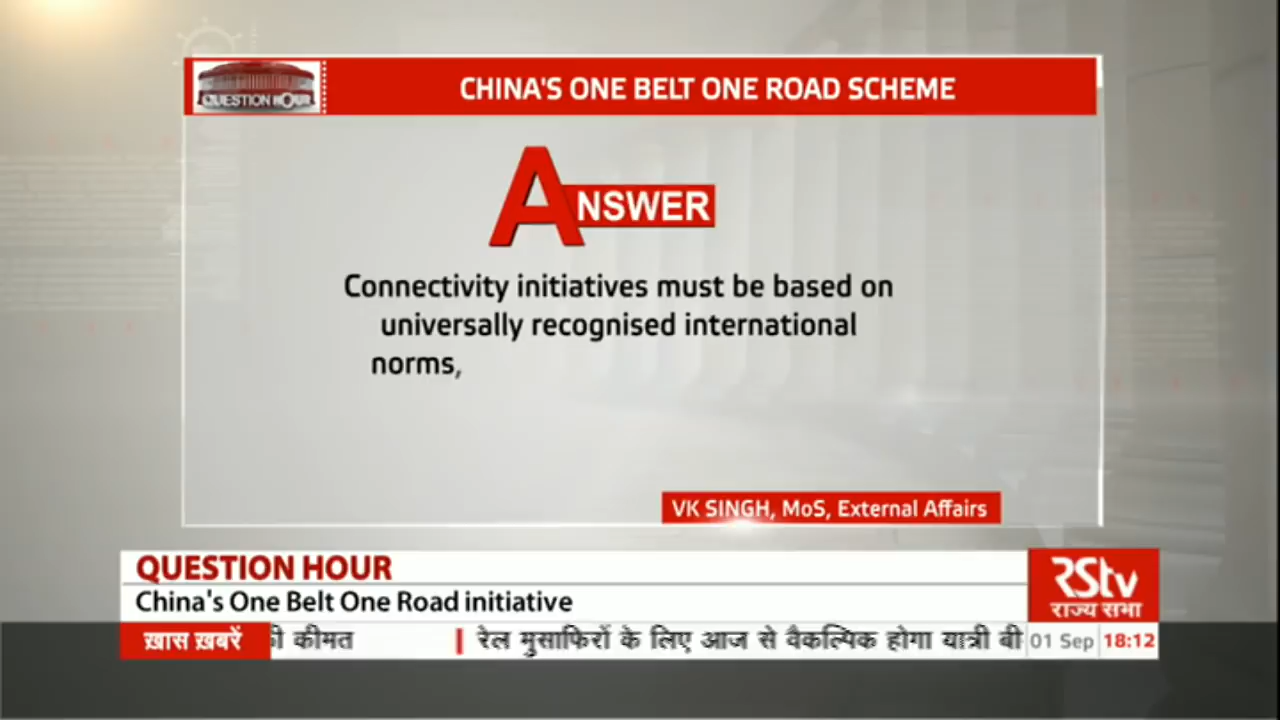 QUESTION HOUR
CHINA'S ONE BELT ONE ROAD SCHEME
ANSWER
Connectivity initiatives must be based on
universally recognised international
norms,
VK SINGH, MoS, External Affairs
QUESTION HOUR
China's One Belt One Road initiative
RStv
राज्य सभा
ख़ास ख़बरें
की कीमत | रेल मुसाफिरों के लिए आज से वैकल्पिक होगा यात्री बी
01 Sep 18:12